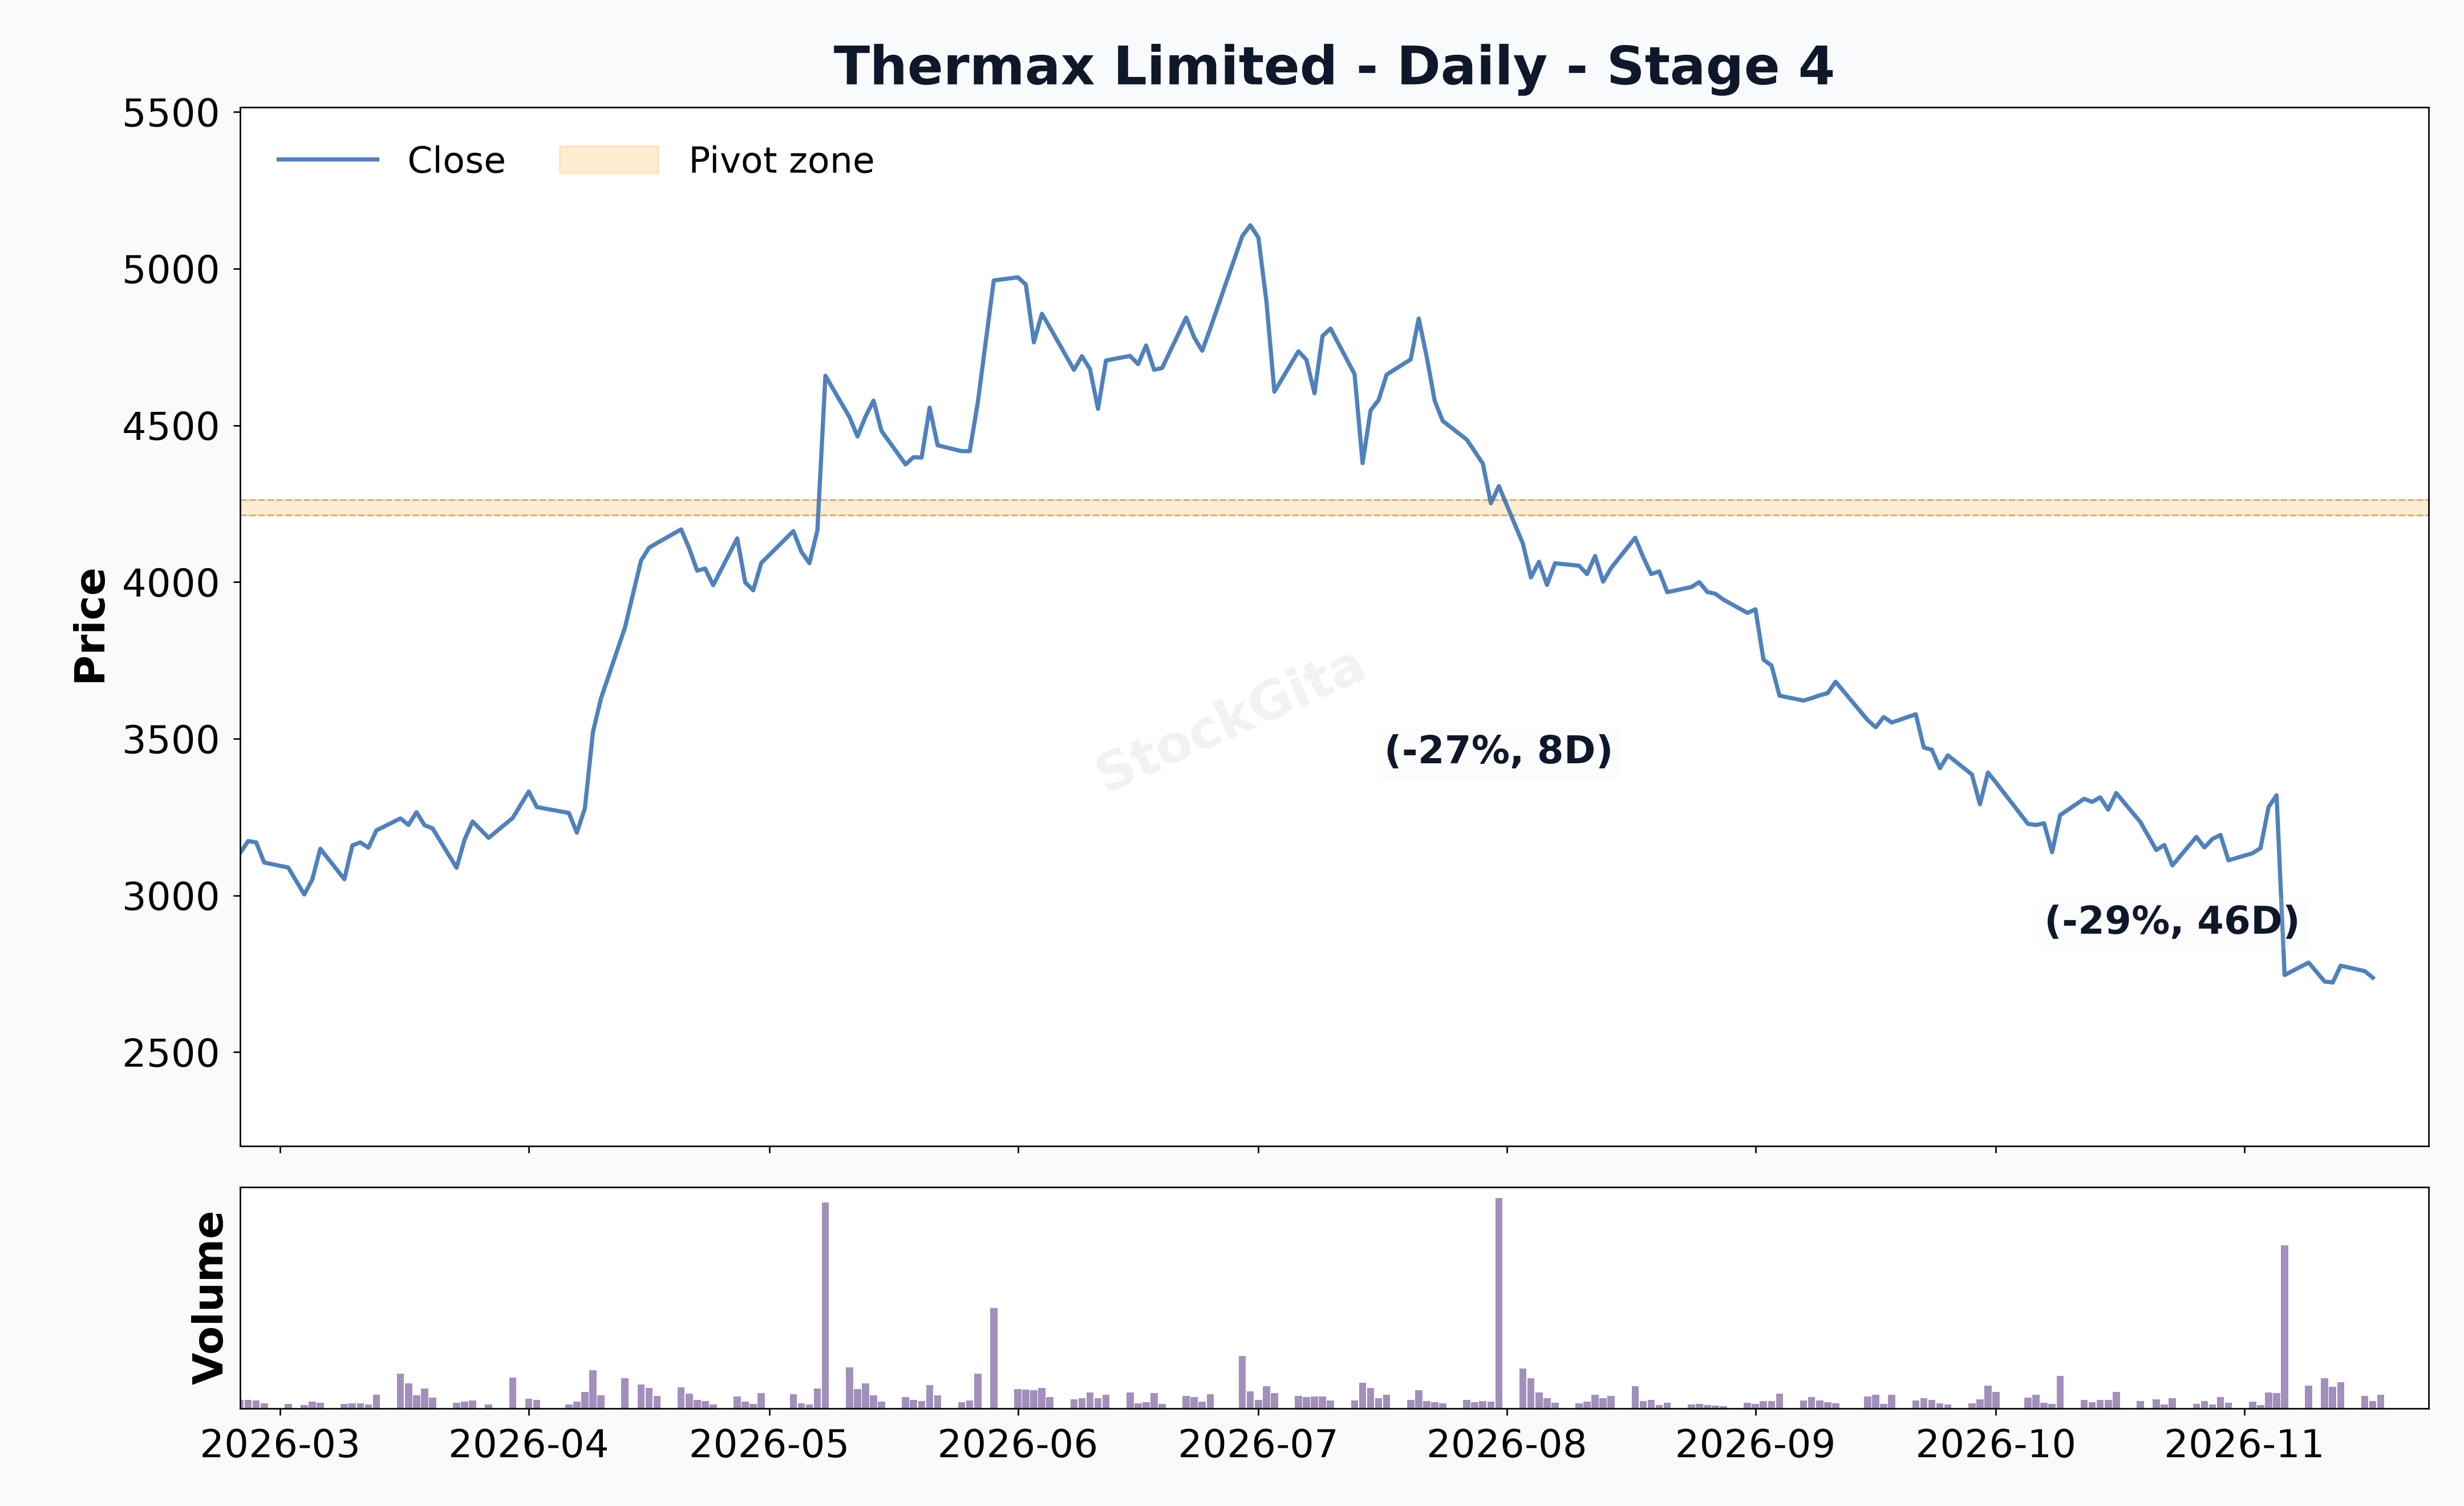 Thermax Limited - Daily - Stage 4
5500
5000
4500
4000
3500
3000
2500
Price
Close
Pivot zone
StockGita
(-27%, 8D)
(-29%, 46D)
Volume
2026-03
2026-04
2026-05
2026-06
2026-07
2026-08
2026-09
2026-10
2026-11